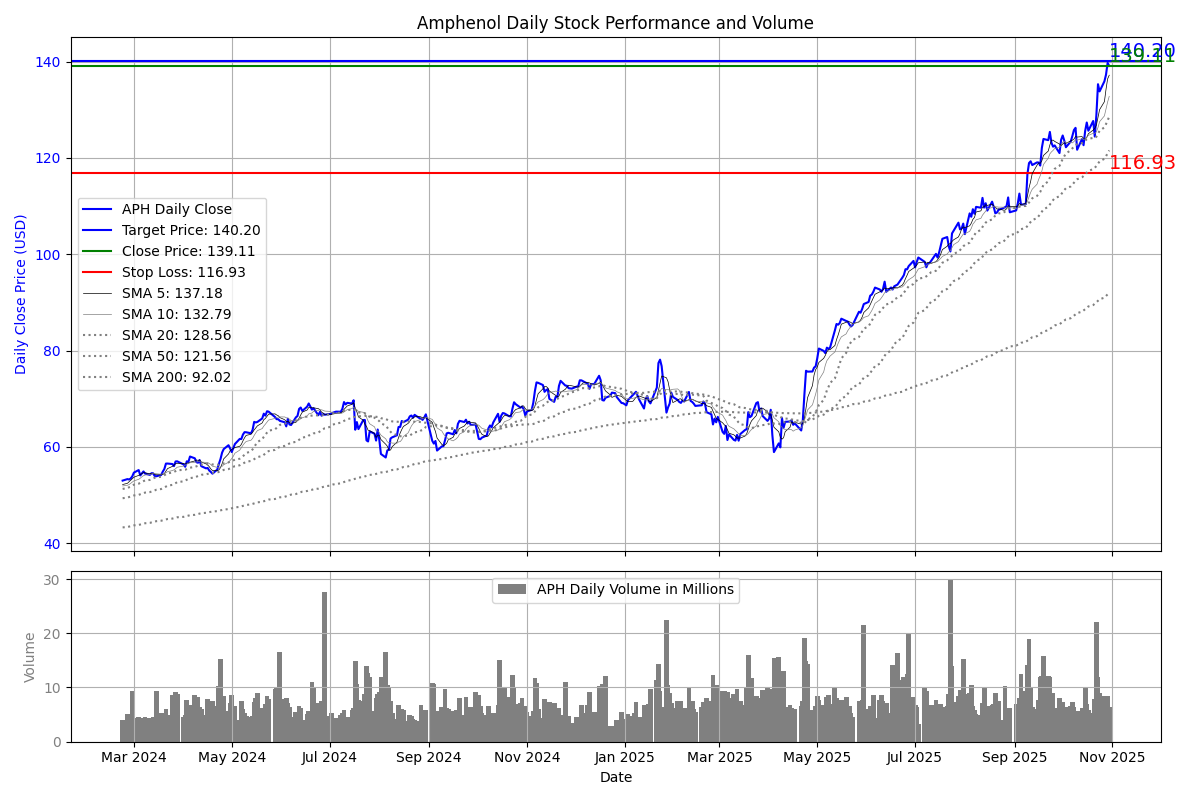 Amphenol Daily Stock Performance and Volume
140.20
139.11
140
120
116.93
100
80
60
40
Daily Close Price (USD)
APH Daily Close
Target Price: 140.20
Close Price: 139.11
Stop Loss: 116.93
SMA 5: 137.18
SMA 10: 132.79
SMA 20: 128.56
SMA 50: 121.56
SMA 200: 92.02
APH Daily Volume in Millions
30
20
10
0
Volume
Mar 2024 May 2024 Jul 2024 Sep 2024 Nov 2024 Jan 2025 Mar 2025 May 2025 Jul 2025 Sep 2025 Nov 2025
Date